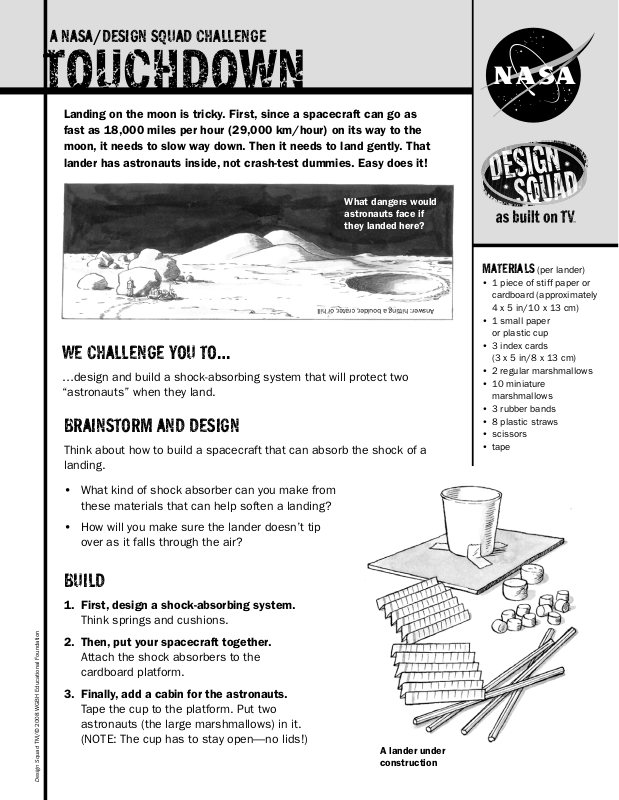 A NASA/DESIGN SQUAD CHALLENGE
TOUCHDOWN
NASA
DESIGN
SQUAD
as built on TV.
Landing on the moon is tricky. First, since a spacecraft can go as
fast as 18,000 miles per hour (29,000 km/hour) on its way to the
moon, it needs to slow way down. Then it needs to land gently. That
lander has astronauts inside, not crash-test dummies. Easy does it!
What dangers would
astronauts face if
they landed here?
Answer: hitting a boulder, crater, or hill
WE CHALLENGE YOU TO...
…design and build a shock-absorbing system that will protect two
“astronauts” when they land.
BRAINSTORM AND DESIGN
Think about how to build a spacecraft that can absorb the shock of a
landing.
• What kind of shock absorber can you make from
these materials that can help soften a landing?
• How will you make sure the lander doesn’t tip
over as it falls through the air?
BUILD
1. First, design a shock-absorbing system.
Think springs and cushions.
2. Then, put your spacecraft together.
Attach the shock absorbers to the
cardboard platform.
3. Finally, add a cabin for the astronauts.
Tape the cup to the platform. Put two
astronauts (the large marshmallows) in it.
(NOTE: The cup has to stay open—no lids!)
MATERIALS (per lander)
• 1 piece of stiff paper or
cardboard (approximately
4 x 5 in/10 x 13 cm)
• 1 small paper
or plastic cup
• 3 index cards
(3 x 5 in/8 x 13 cm)
• 2 regular marshmallows
• 10 miniature
marshmallows
• 3 rubber bands
• 8 plastic straws
• scissors
• tape
A lander under
construction
Design Squad TM/© 2008 WGBH Educational Foundation